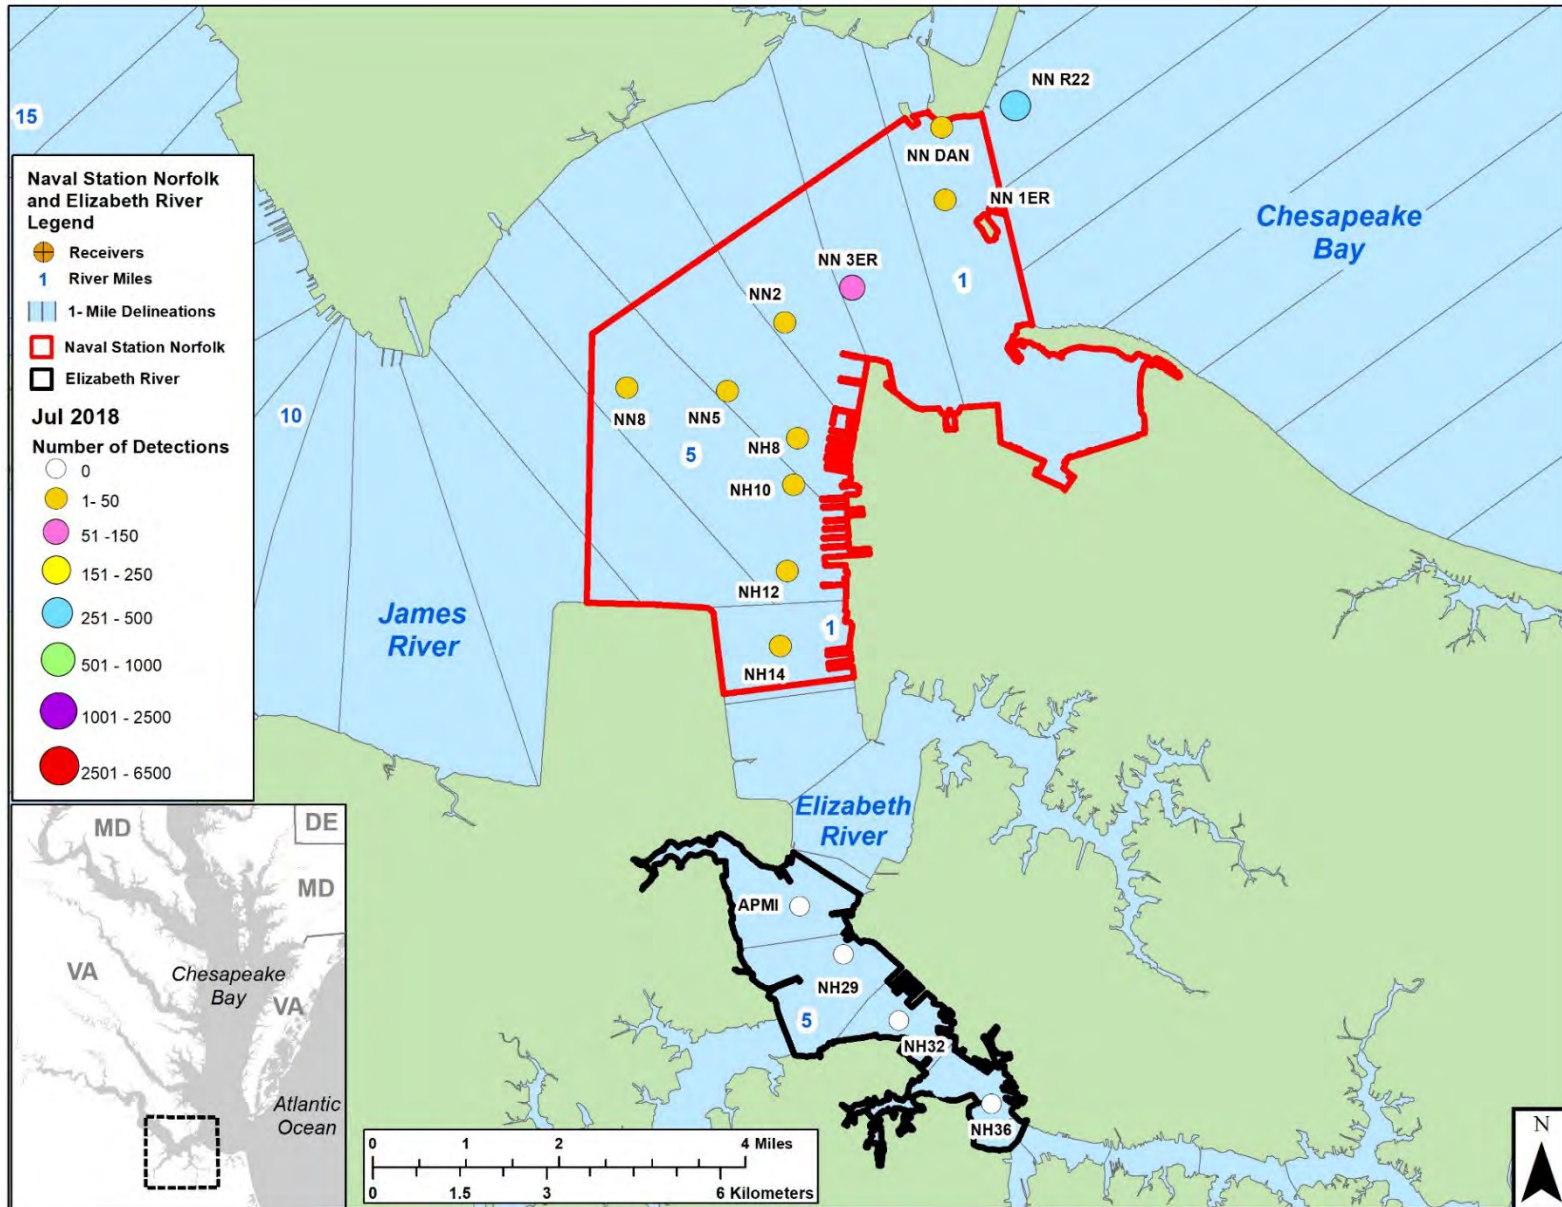 15
Naval Station Norfolk
and Elizabeth River
Legend
Receivers
1 River Miles
1- Mile Delineations
Naval Station Norfolk
Elizabeth River
Jul 2018
Number of Detections
0
1- 50
51 -150
151 - 250
251 - 500
501 - 1000
1001 - 2500
2501 - 6500
NN R22
NN DAN
NN 1ER
Chesapeake
Bay
NN 3ER
1
NN2
NN8
NN5
10
NH8
5
NH10
NH12
James
River
1
NH14
Elizabeth
River
APMI
NH29
5
NH32
NH36
MD
DE
MD
VA
Chesapeake
Bay
VA
Atlantic
Ocean
0 1 2 4 Miles
0 1.5 3 6 Kilometers
N